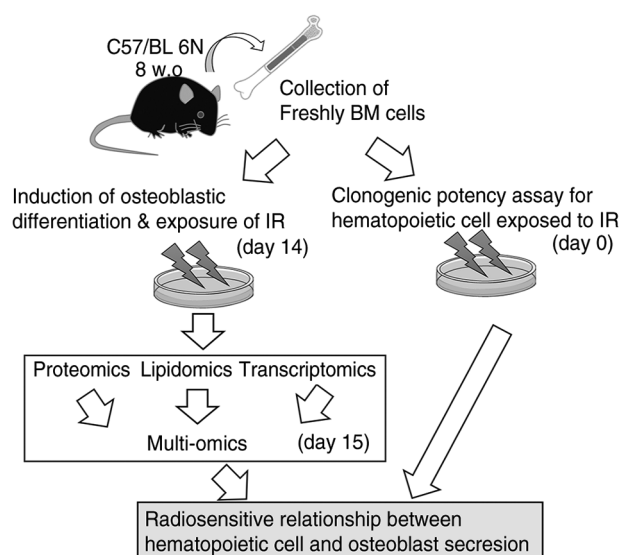 C57/BL 6N
8 w.o
Collection of
Freshly BM cells
Induction of osteoblastic
differentiation & exposure of IR
(day 14)
Clonogenic potency assay for
hematopoietic cell exposed to IR
(day 0)
Proteomics Lipidomics Transcriptomics
Multi-omics (day 15)
Radiosensitive relationship between
hematopoietic cell and osteoblast secresion